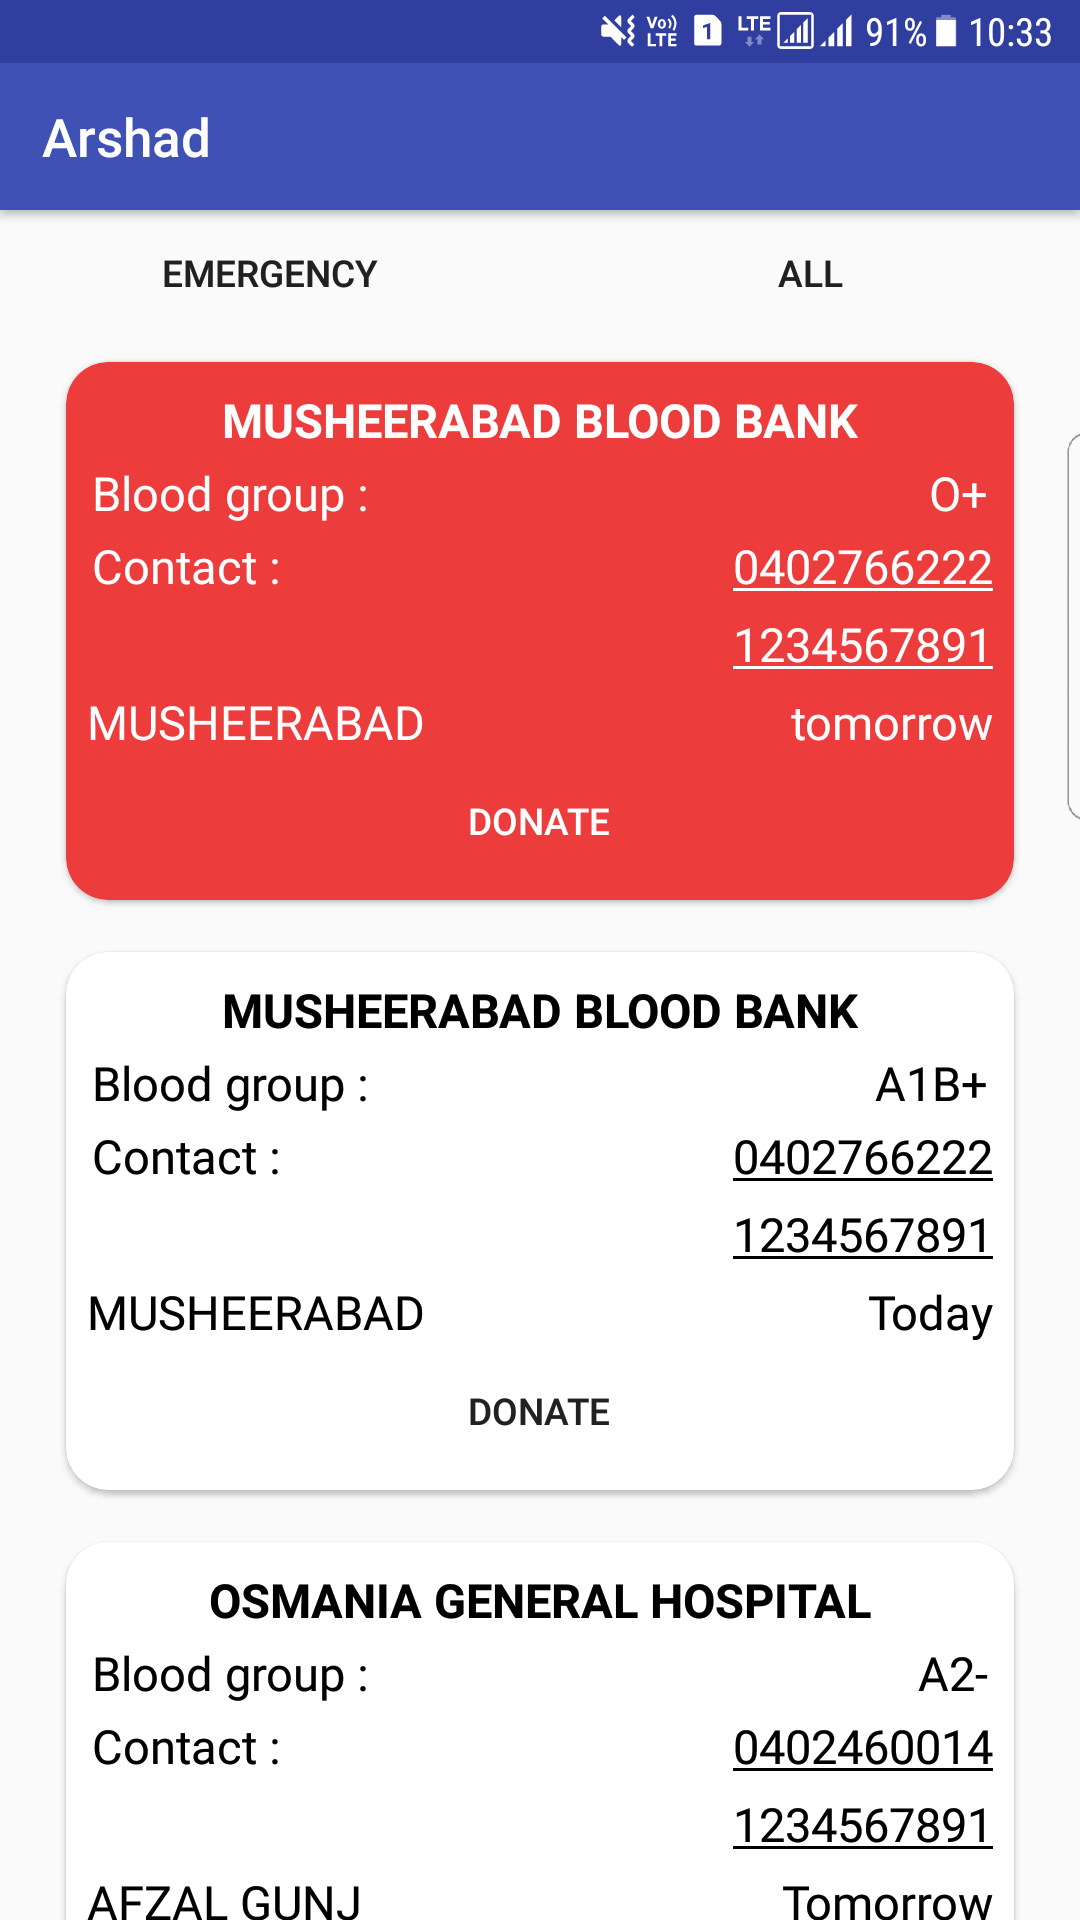 Vo)) LTE 1 LTE 91% 10:33
Arshad
EMERGENCY ALL
MUSHEERABAD BLOOD BANK
Blood group : O+
Contact : 0402766222
1234567891
MUSHEERABAD tomorrow
DONATE
MUSHEERABAD BLOOD BANK
Blood group : A1B+
Contact : 0402766222
1234567891
MUSHEERABAD Today
DONATE
OSMANIA GENERAL HOSPITAL
Blood group : A2-
Contact : 0402460014
1234567891
AFZAL GUNJ Tomorrow